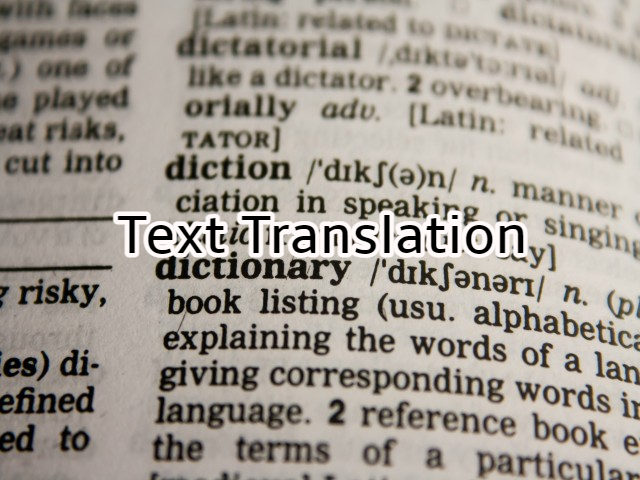 with faces
games or
.) one of
e played
eat risks,
cut into
g risky,
ies) di-
efined
ed to
[Latin: related to DICTATE]
dictatorial /ˌdɪktəˈtɔːrɪəl/ adj.
like a dictator. 2 overbearing.
orially adv. [Latin: related
TATOR]
diction /ˈdɪkʃ(ə)n/ n. manner
ciation in speaking or singing
Text Translation
dictionary /ˈdɪkʃənərɪ/ n. (pl
book listing (usu. alphabetica
explaining the words of a lan
giving corresponding words in
language. 2 reference book e
the terms of a particular